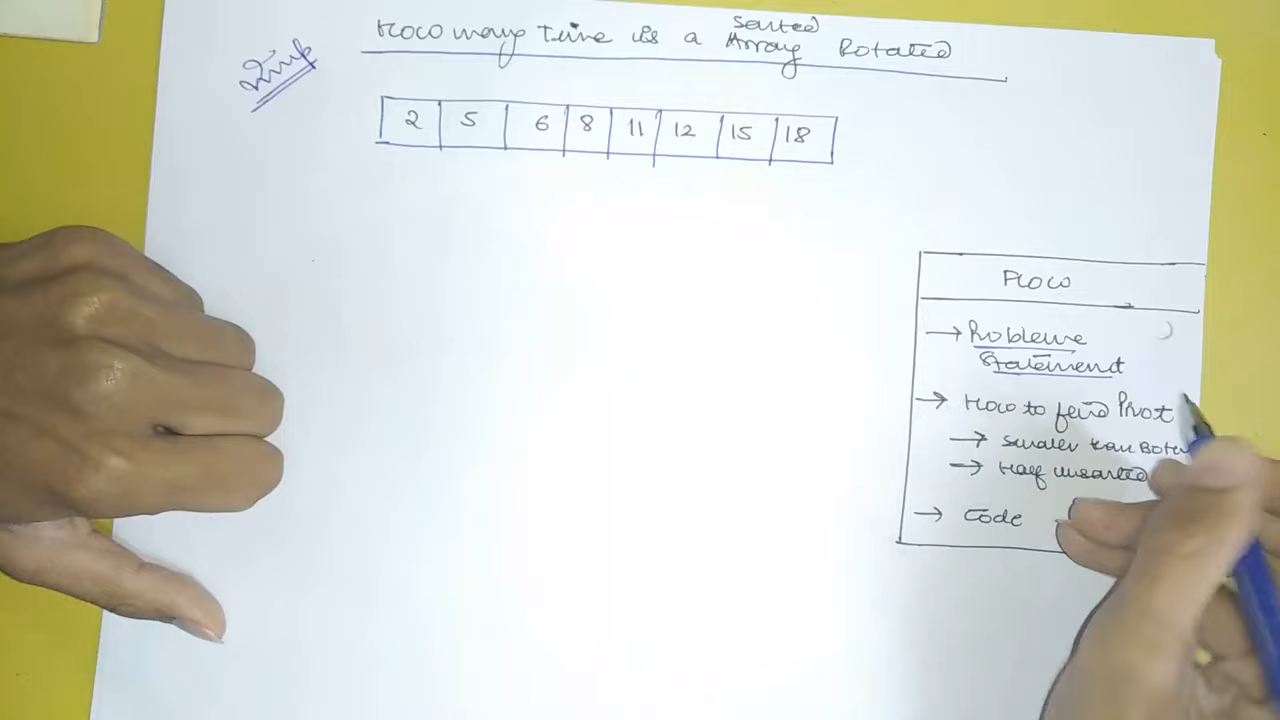 How many Time is a Sorted Array Rotated
2 5 6 8 11 12 15 18
Flow
→ Problem
Statement
→ How to find Pivot
→ Smaller than Both
→ Half unsorted
→ Code